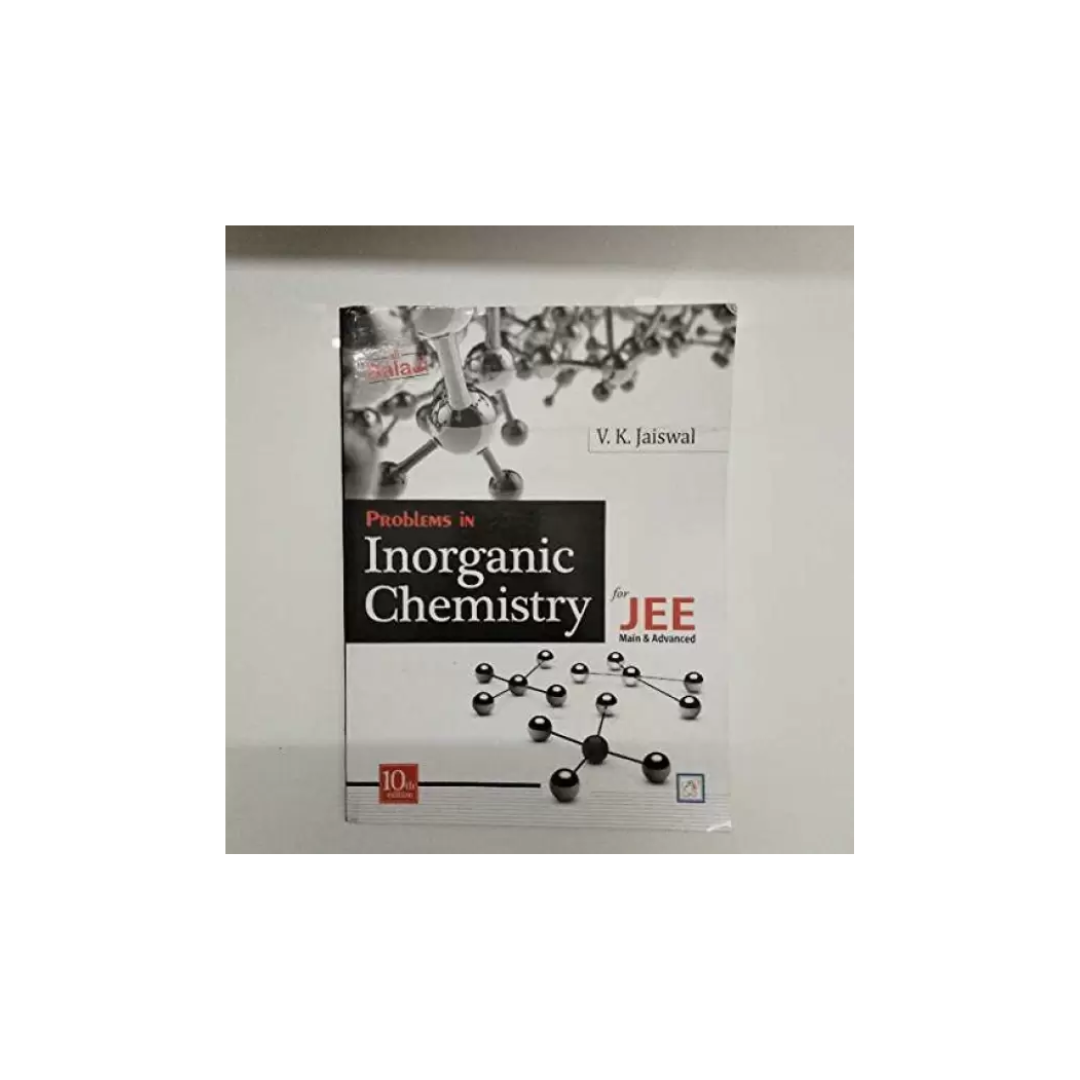 V. K. Jaiswal
Problems in
Inorganic
Chemistry
for
JEE
Main & Advanced
10th
edition